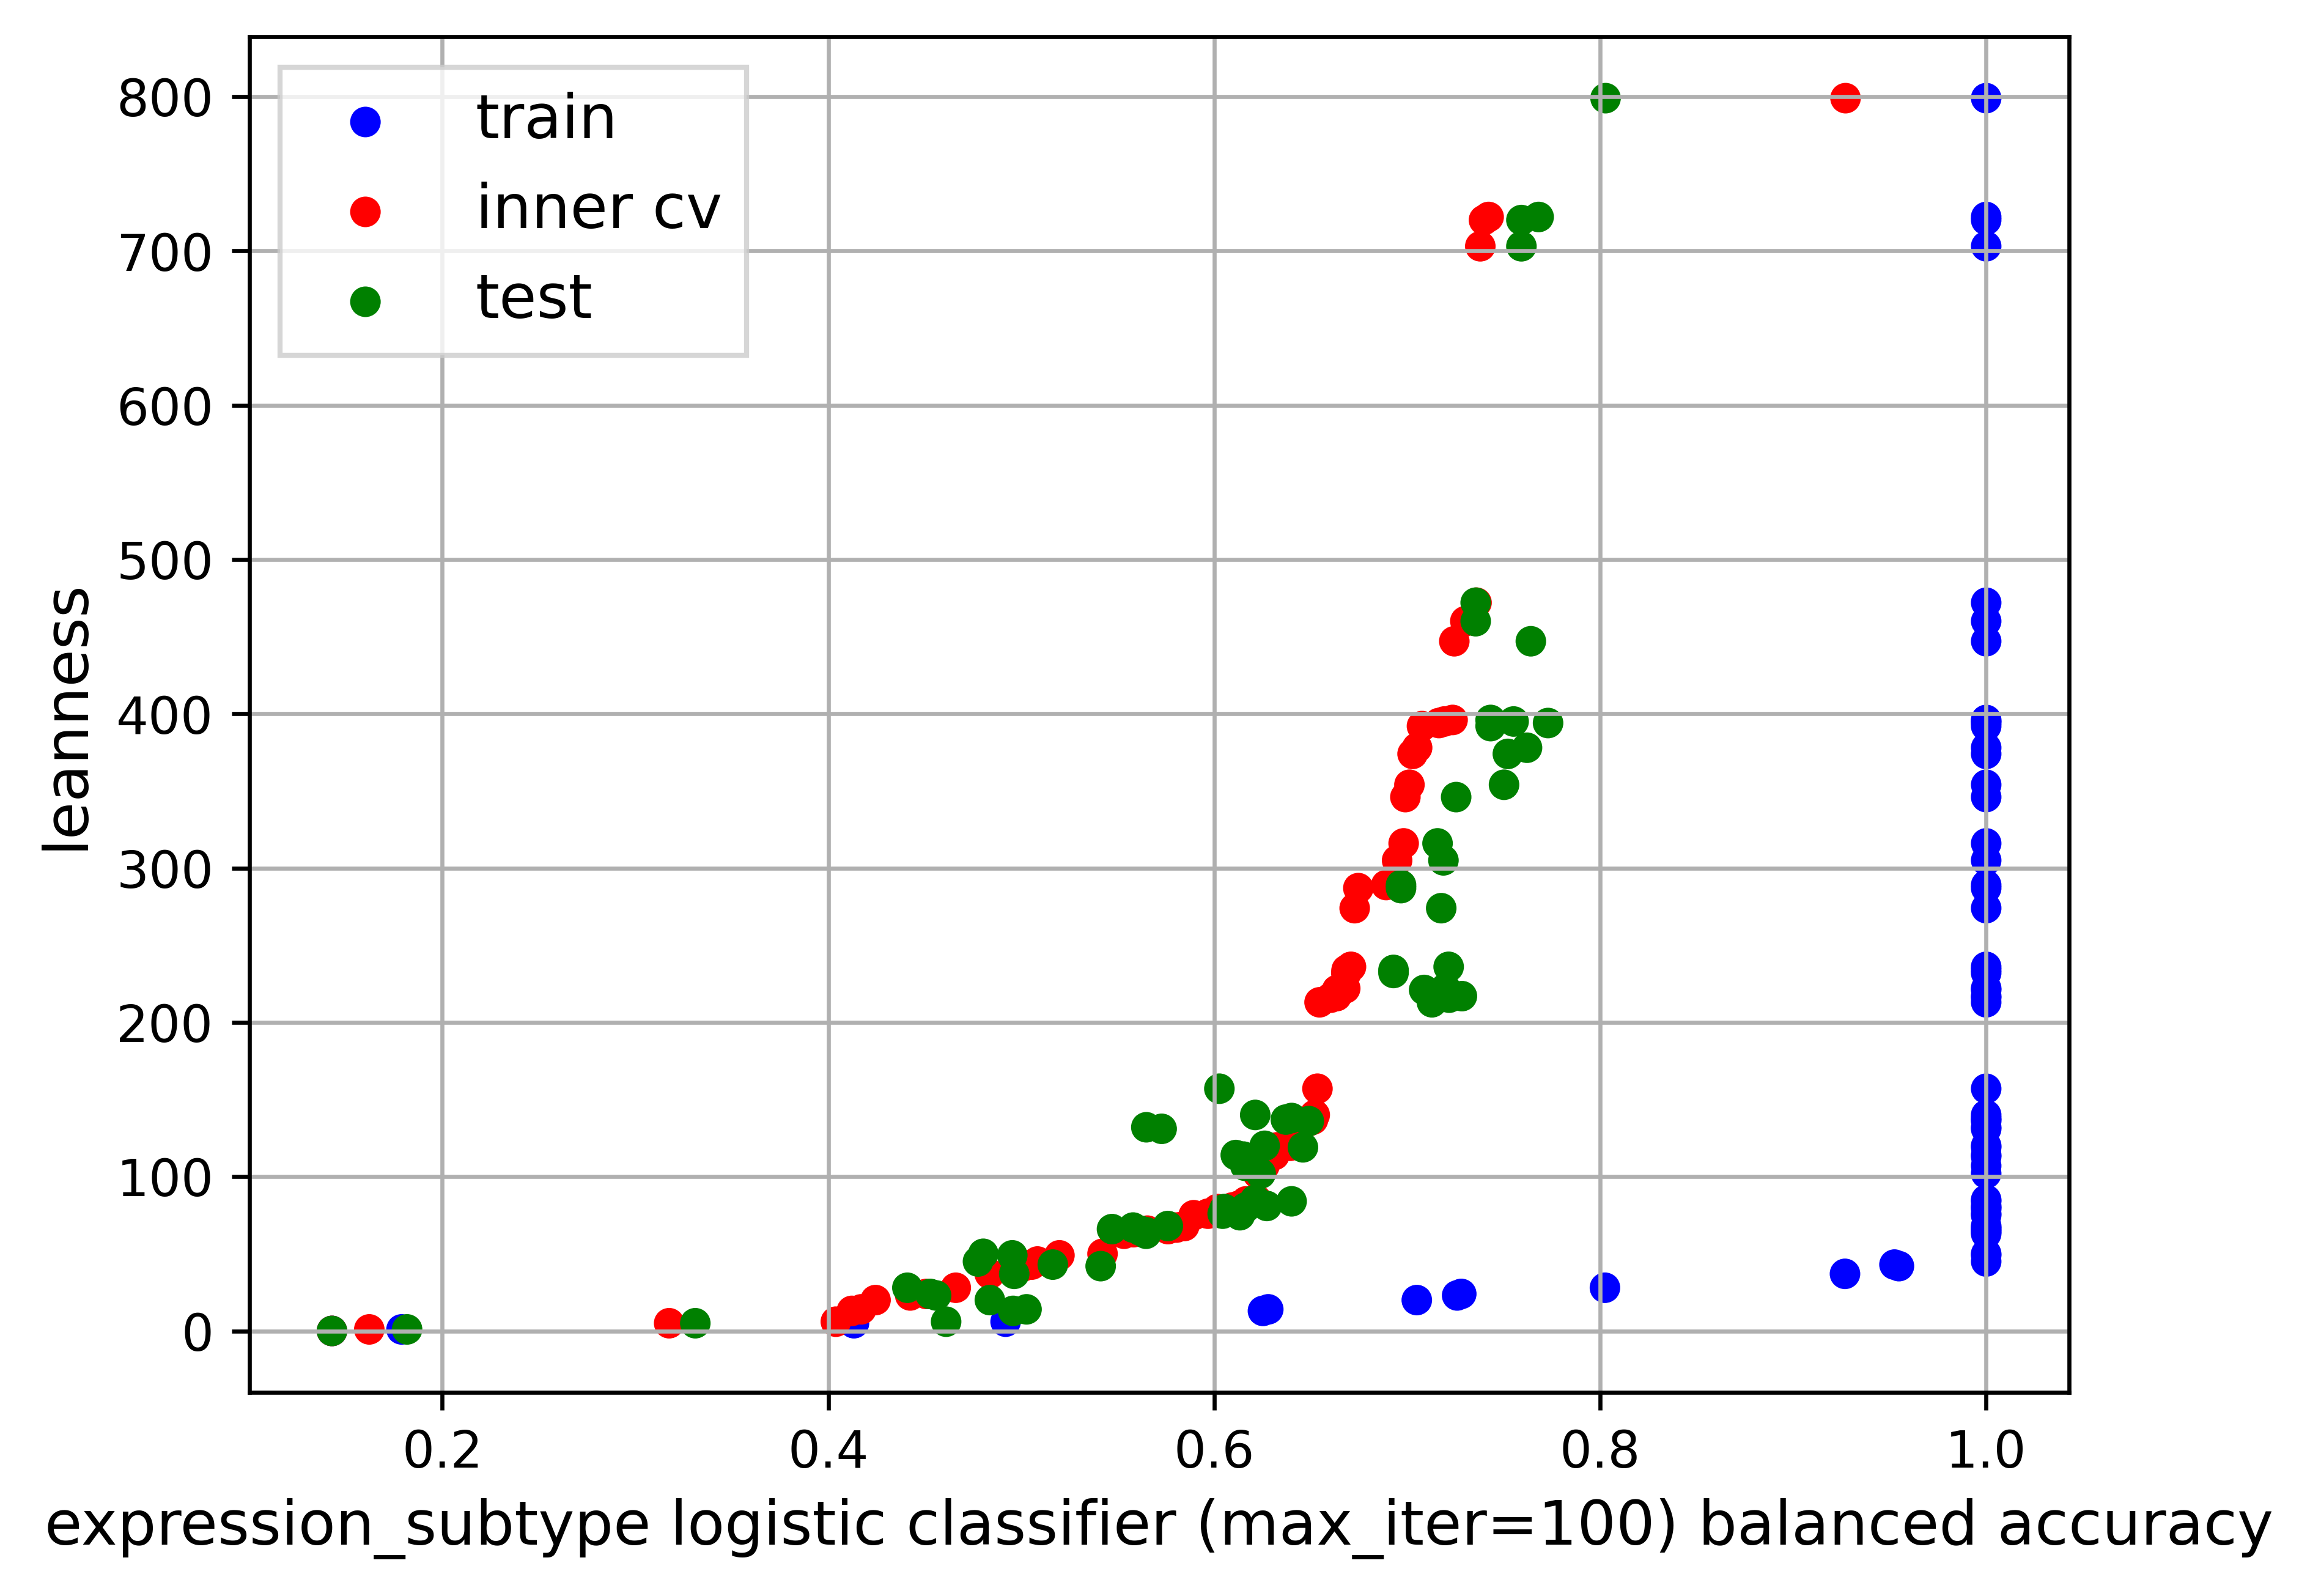 train
inner cv
test
800
700
600
500
400
300
200
100
0
leanness
0.2 0.4 0.6 0.8 1.0
expression_subtype logistic classifier (max_iter=100) balanced accuracy